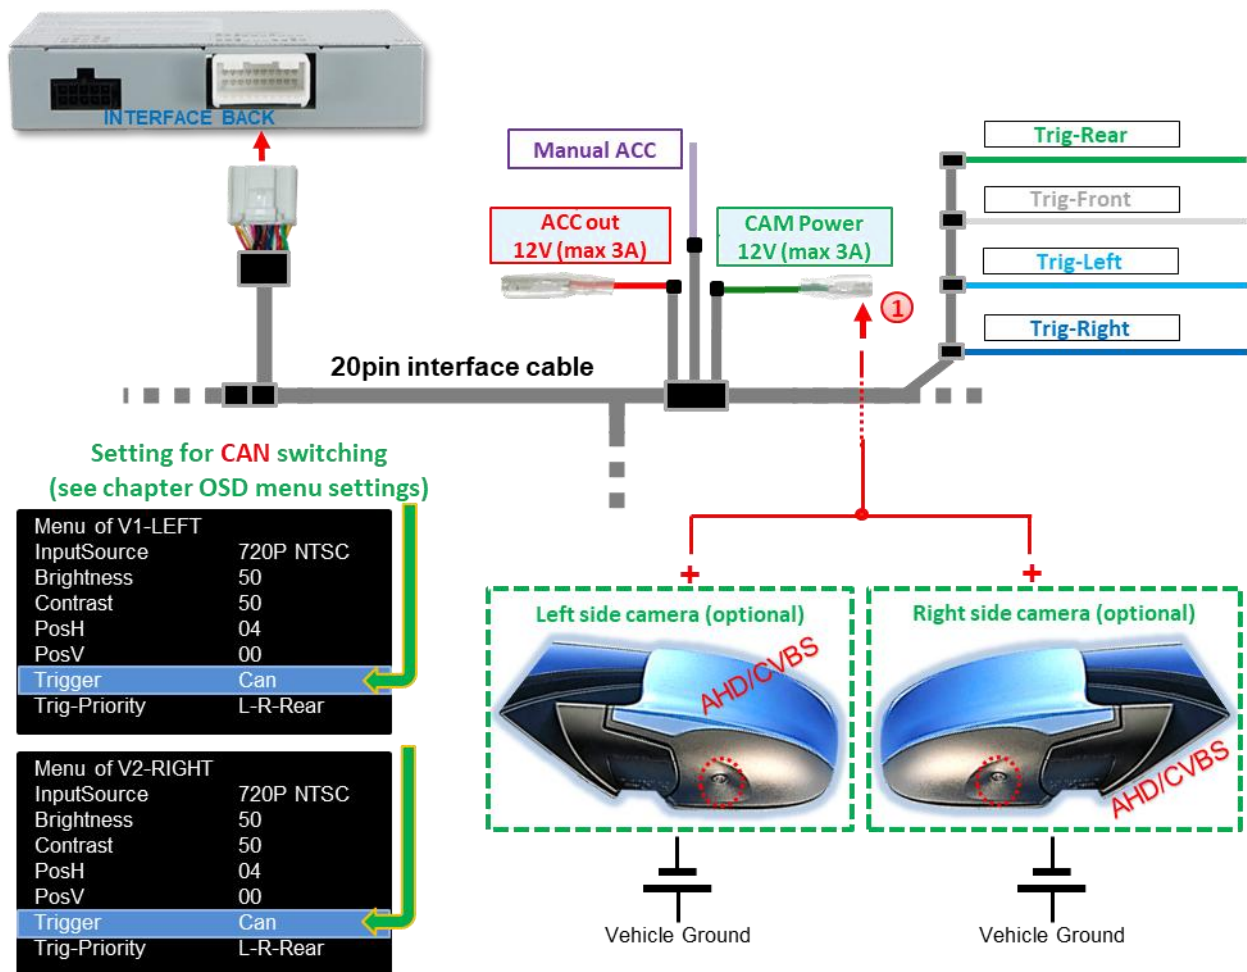 INTERFACE BACK
Manual ACC
ACC out
12V (max 3A)
CAM Power
12V (max 3A)
1
Trig-Rear
Trig-Front
Trig-Left
Trig-Right
20pin interface cable
Setting for CAN switching
(see chapter OSD menu settings)
Menu of V1-LEFT
InputSource 720P NTSC
Brightness 50
Contrast 50
PosH 04
PosV 00
Trigger Can
Trig-Priority L-R-Rear
Menu of V2-RIGHT
InputSource 720P NTSC
Brightness 50
Contrast 50
PosH 04
PosV 00
Trigger Can
Trig-Priority L-R-Rear
+
+
Left side camera (optional)
AHD/CVBS
Right side camera (optional)
AHD/CVBS
Vehicle Ground
Vehicle Ground